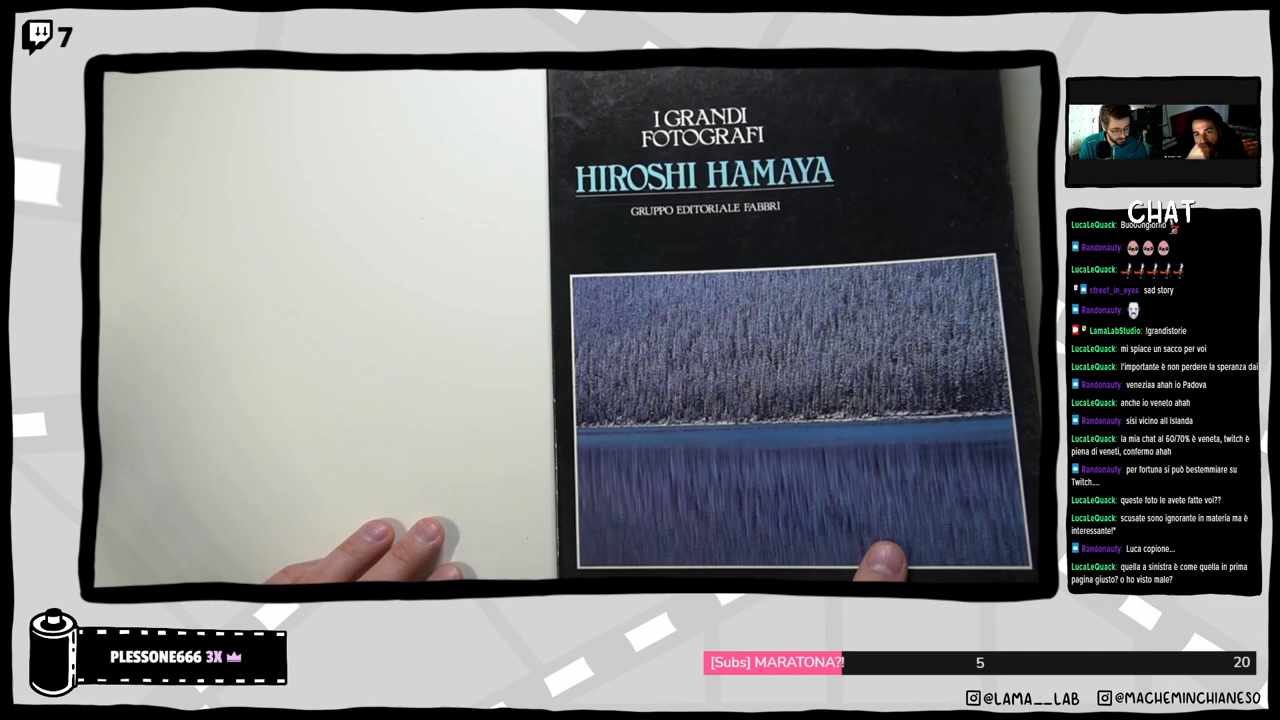 7
I GRANDI
FOTOGRAFI
HIROSHI HAMAYA
GRUPPO EDITORIALE FABBRI
CHAT
LucaLeQuack: Buooongiorno
Randonauty:
LucaLeQuack:
street_in_eyes: sad story
Randonauty:
LamaLabStudio: !grandistorie
LucaLeQuack: mi spiace un sacco per voi
LucaLeQuack: l'importante è non perdere la speranza dai
Randonauty: veneziaa ahah io Padova
LucaLeQuack: anche io veneto ahah
Randonauty: sisi vicino all Islanda
LucaLeQuack: la mia chat al 60/70% è veneta, twitch è
piena di veneti, confermo ahah
Randonauty: per fortuna si può bestemmiare su
Twitch....
LucaLeQuack: queste foto le avete fatte voi??
LucaLeQuack: scusate sono ignorante in materia ma è
interessante!*
Randonauty: Luca copione...
LucaLeQuack: quella a sinistra è come quella in prima
pagina giusto? o ho visto male?
PLESSONE666 3X
[Subs] MARATONA?! 5 20
@LAMA__LAB @MACHEMINCHIANESO